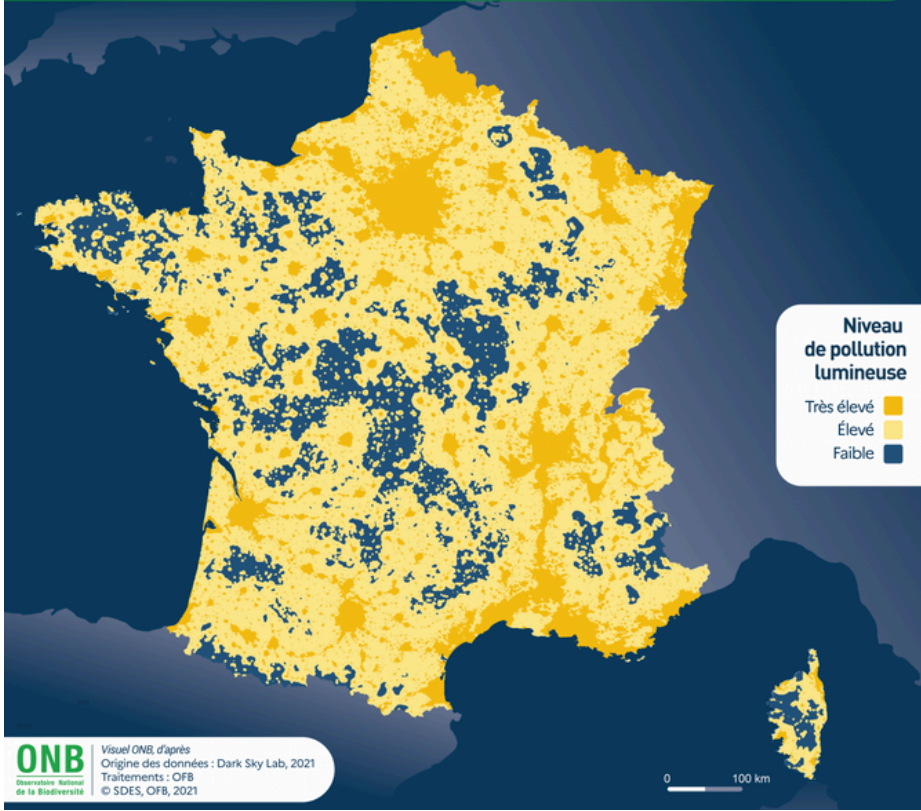 Niveau
de pollution
lumineuse
Très élevé
Élevé
Faible
ONB
Observatoire National
de la Biodiversité
Visuel ONB, d'après
Origine des données : Dark Sky Lab, 2021
Traitements : OFB
© SDES, OFB, 2021
0 100 km